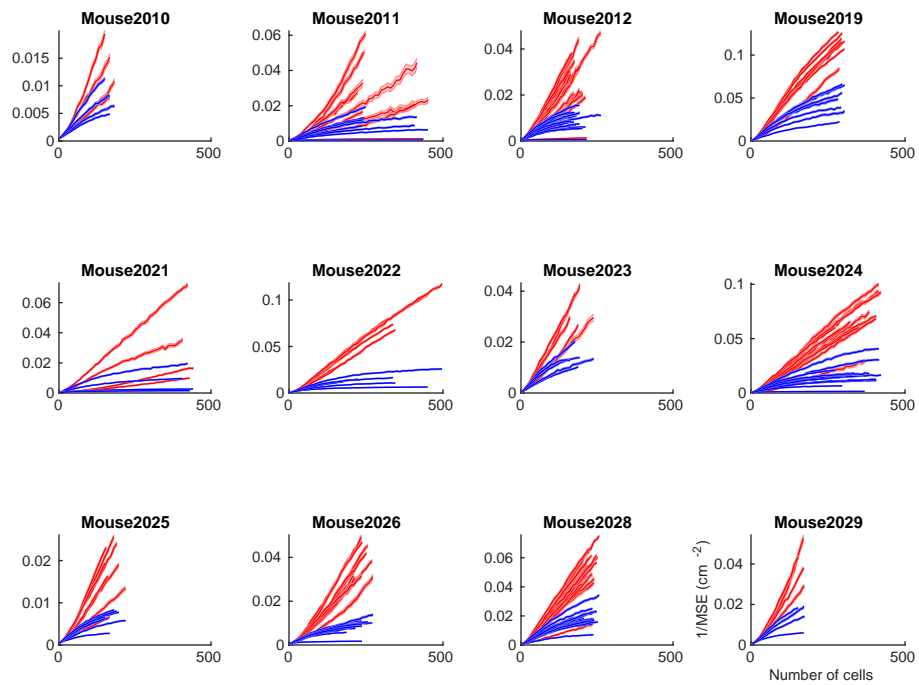 Mouse2010 Mouse2011 Mouse2012 Mouse2019
0.015 0.06 0.04 0.1
0.01 0.04 0.02 0.05
0.005 0.02
0 0 0 0
0 500 0 500 0 500 0 500
Mouse2021 Mouse2022 Mouse2023 Mouse2024
0.06 0.1 0.04 0.1
0.04 0.05 0.02 0.05
0.02
0 0 0 0
0 500 0 500 0 500 0 500
Mouse2025 Mouse2026 Mouse2028 Mouse2029
0.02 0.04 0.06 0.04
0.01 0.02 0.04 0.02
0.02
0 0 0 0
0 500 0 500 0 500 0 500
1/MSE (cm⁻²)
Number of cells